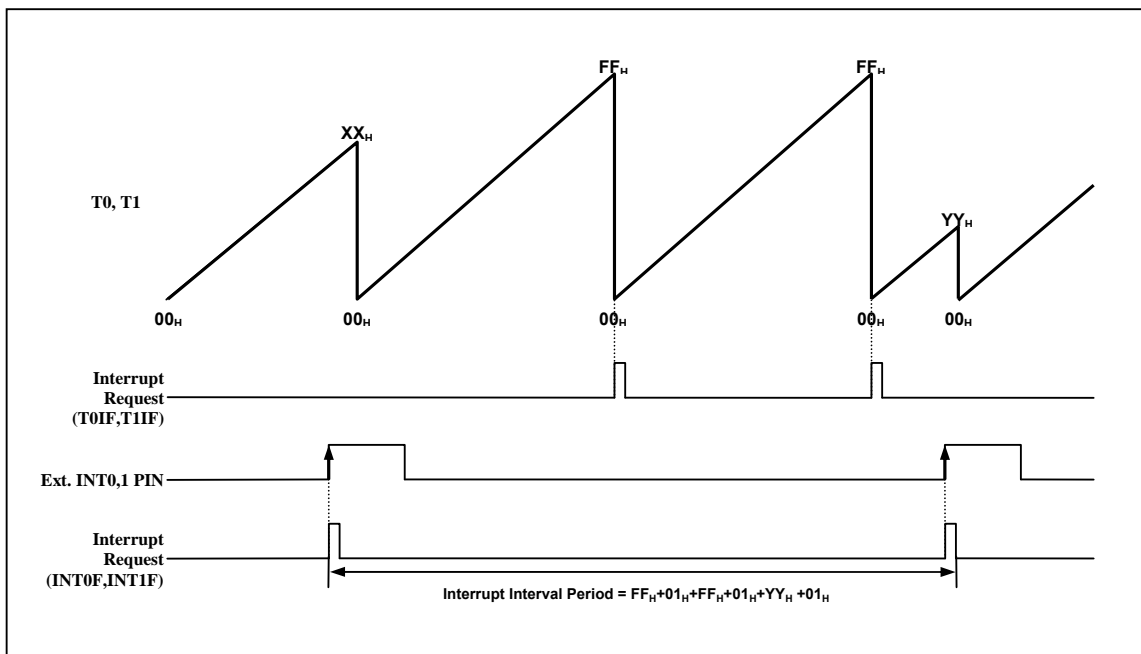 FFH FFH
XXH
T0, T1
YYH
00H 00H 00H 00H 00H
Interrupt
Request
(T0IF,T1IF)
Ext. INT0,1 PIN
Interrupt
Request
(INT0F,INT1F)
Interrupt Interval Period = FFH+01H+FFH+01H+YYH +01H